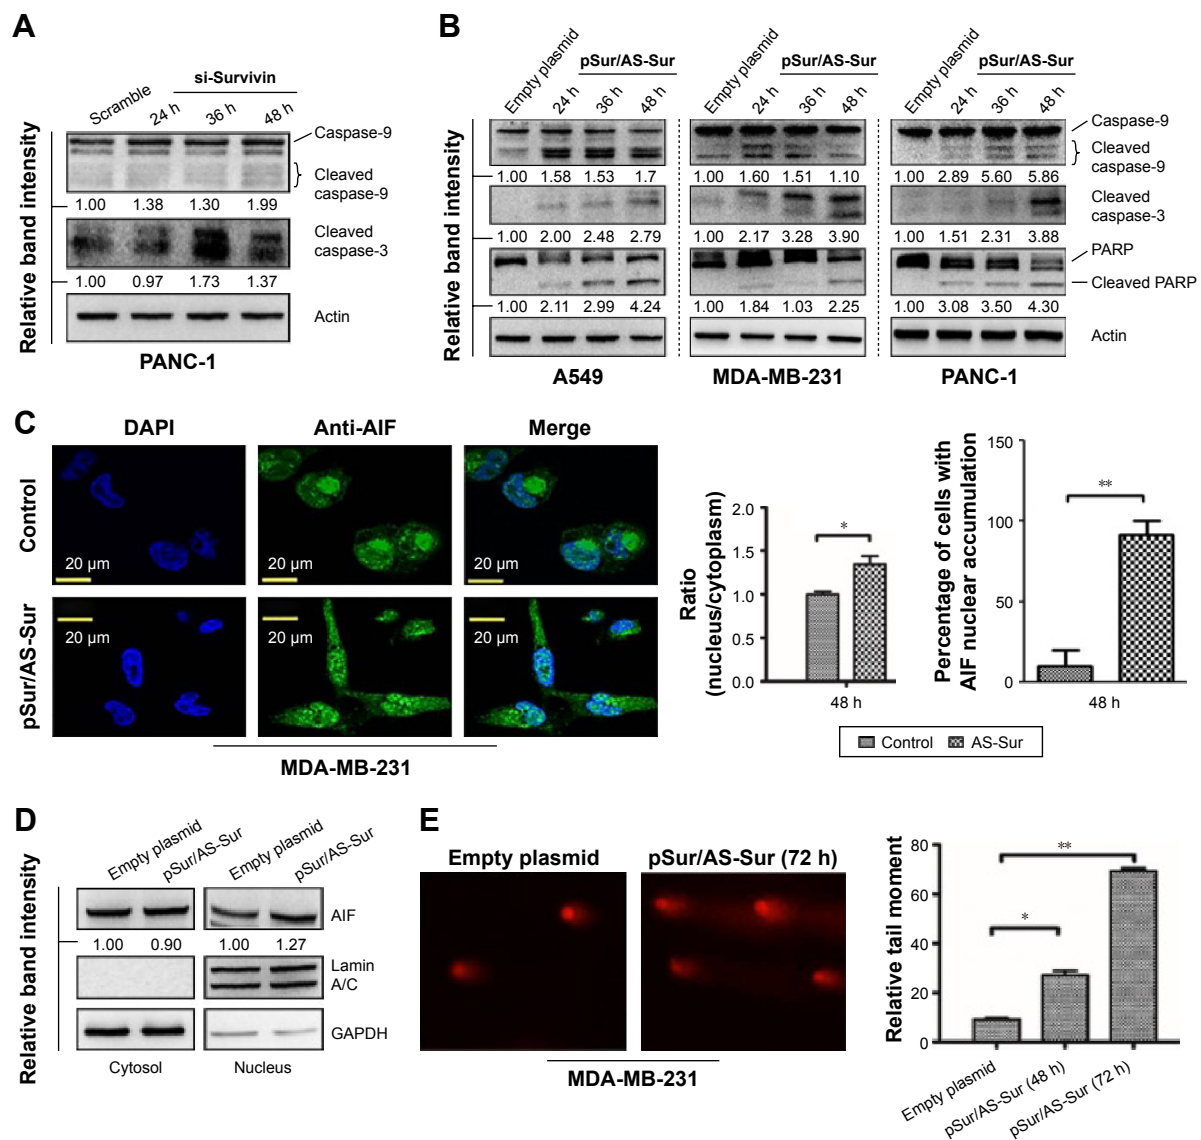 A
Relative band intensity
si-Survivin
Scramble
24 h
36 h
48 h
Caspase-9
Cleaved
caspase-9
1.00 1.38 1.30 1.99
Cleaved
caspase-3
1.00 0.97 1.73 1.37
Actin
PANC-1
B
Relative band intensity
Empty plasmid
pSur/AS-Sur
24 h
36 h
48 h
Empty plasmid
pSur/AS-Sur
24 h
36 h
48 h
Empty plasmid
pSur/AS-Sur
24 h
36 h
48 h
Caspase-9
Cleaved
caspase-9
1.00 1.58 1.53 1.7 1.00 1.60 1.51 1.10 1.00 2.89 5.60 5.86
Cleaved
caspase-3
1.00 2.00 2.48 2.79 1.00 2.17 3.28 3.90 1.00 1.51 2.31 3.88
PARP
Cleaved PARP
1.00 2.11 2.99 4.24 1.00 1.84 1.03 2.25 1.00 3.08 3.50 4.30
Actin
A549
MDA-MB-231
PANC-1
C
DAPI
Anti-AIF
Merge
Control
20 µm
20 µm
20 µm
pSur/AS-Sur
20 µm
20 µm
20 µm
MDA-MB-231
Ratio
(nucleus/cytoplasm)
2.0
1.5
1.0
0.5
0.0
*
48 h
Percentage of cells with
AIF nuclear accumulation
150
100
50
0
**
48 h
Control
AS-Sur
D
Relative band intensity
Empty plasmid
pSur/AS-Sur
Empty plasmid
pSur/AS-Sur
AIF
1.00 0.90 1.00 1.27
Lamin
A/C
GAPDH
Cytosol
Nucleus
E
Empty plasmid
pSur/AS-Sur (72 h)
MDA-MB-231
Relative tail moment
80
60
40
20
0
*
**
Empty plasmid
pSur/AS-Sur (48 h)
pSur/AS-Sur (72 h)